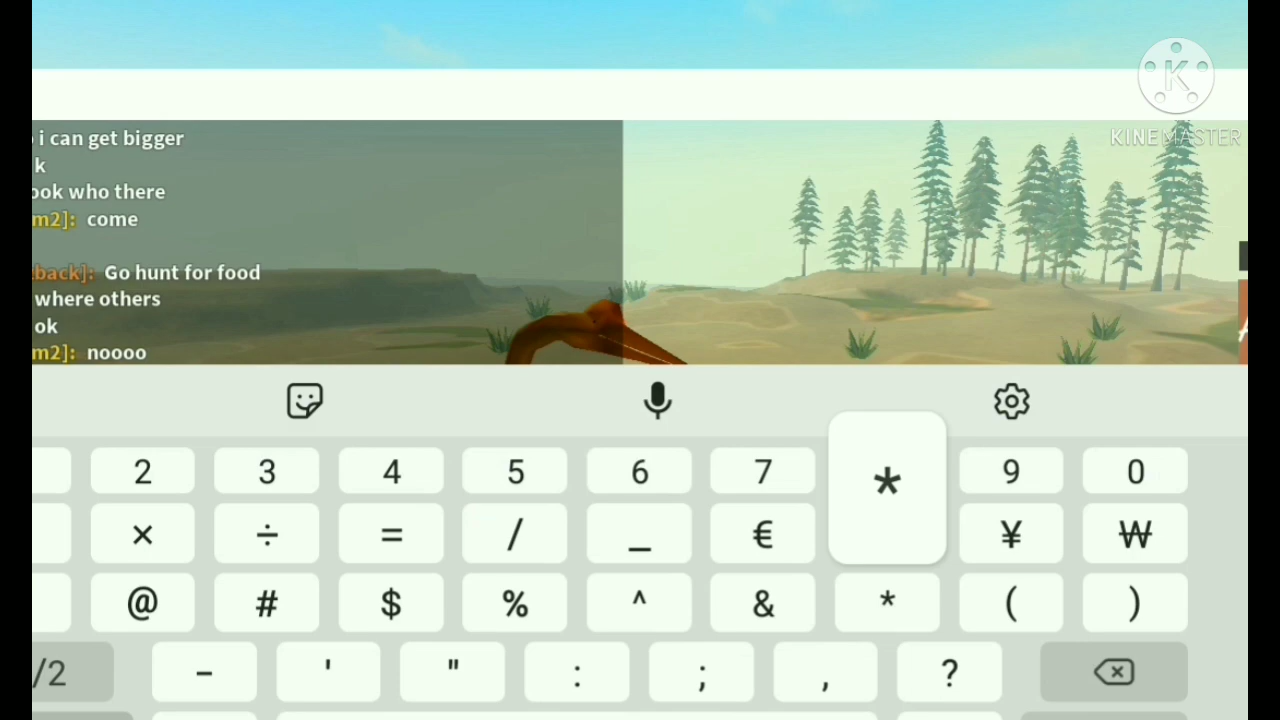 i can get bigger
k
ook who there
m2]: come
back]: Go hunt for food
where others
ok
m2]: noooo
KINEMASTER
2 3 4 5 6 7 * 9 0
× ÷ = / _ € ¥ ₩
@ # $ % ^ & * ( )
/2 - ' " : ; , ?